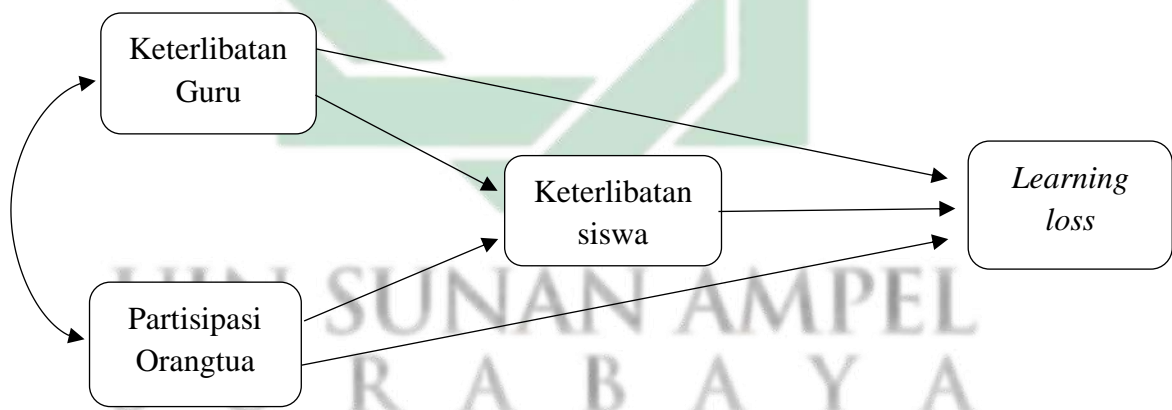 Keterlibatan
Guru
Keterlibatan
siswa
Learning
loss
UIN SUNAN AMPEL
Partisipasi
Orangtua
S U R A B A Y A